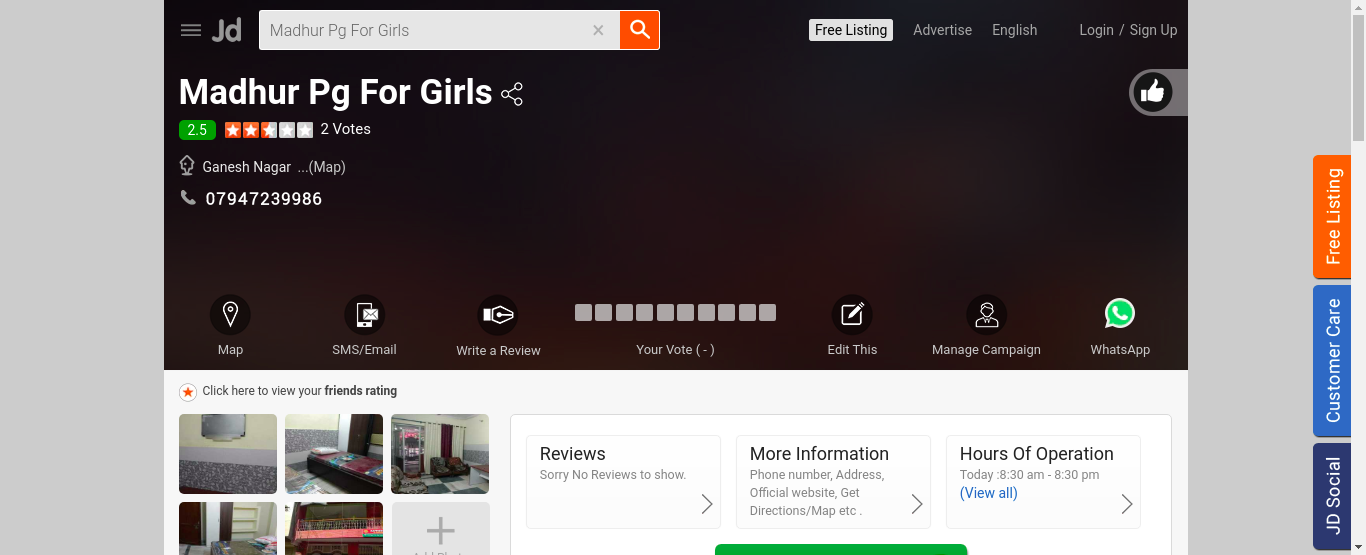 Jd
Madhur Pg For Girls
Free Listing
Advertise
English
Login / Sign Up
Madhur Pg For Girls
2.5
2 Votes
Ganesh Nagar ...(Map)
07947239986
Map
SMS/Email
Write a Review
Your Vote ( - )
Edit This
Manage Campaign
WhatsApp
Free Listing
Customer Care
JD Social
Click here to view your friends rating
Reviews
Sorry No Reviews to show.
More Information
Phone number, Address,
Official website, Get
Directions/Map etc .
Hours Of Operation
Today :8:30 am - 8:30 pm
(View all)